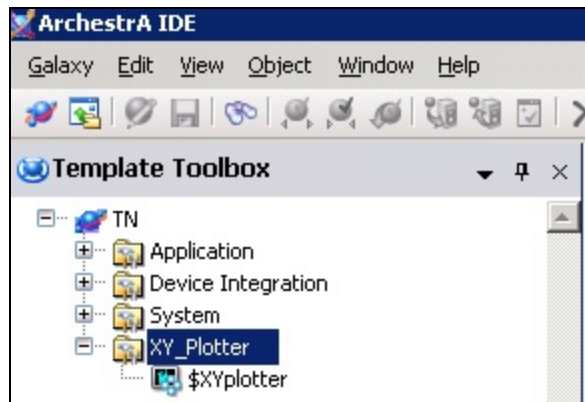 ArchestrA IDE
Galaxy Edit View Object Window Help
Template Toolbox
TN
Application
Device Integration
System
XY_Plotter
$XYplotter